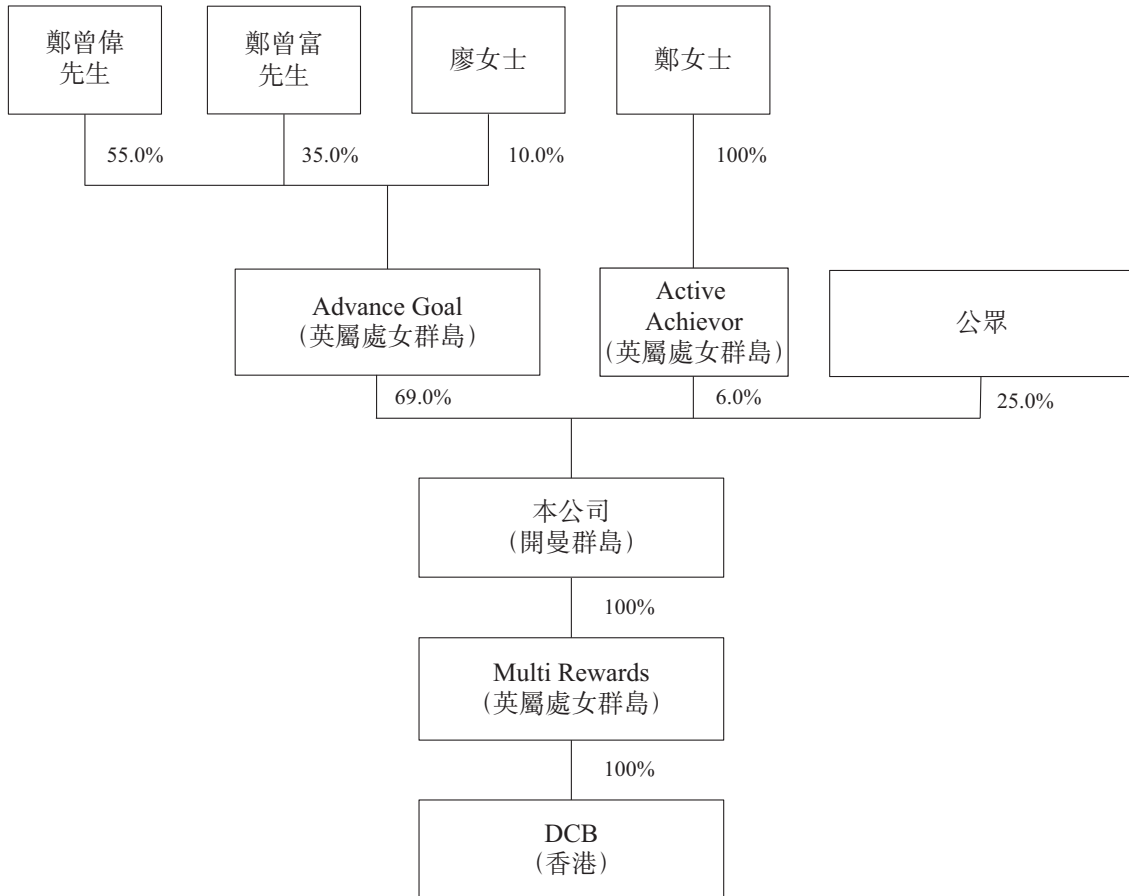 鄭曾偉
先生
鄭曾富
先生
廖女士
鄭女士
55.0%
35.0%
10.0%
100%
Advance Goal
(英屬處女群島)
Active
Achievor
(英屬處女群島)
公眾
69.0%
6.0%
25.0%
本公司
(開曼群島)
100%
Multi Rewards
(英屬處女群島)
100%
DCB
(香港)